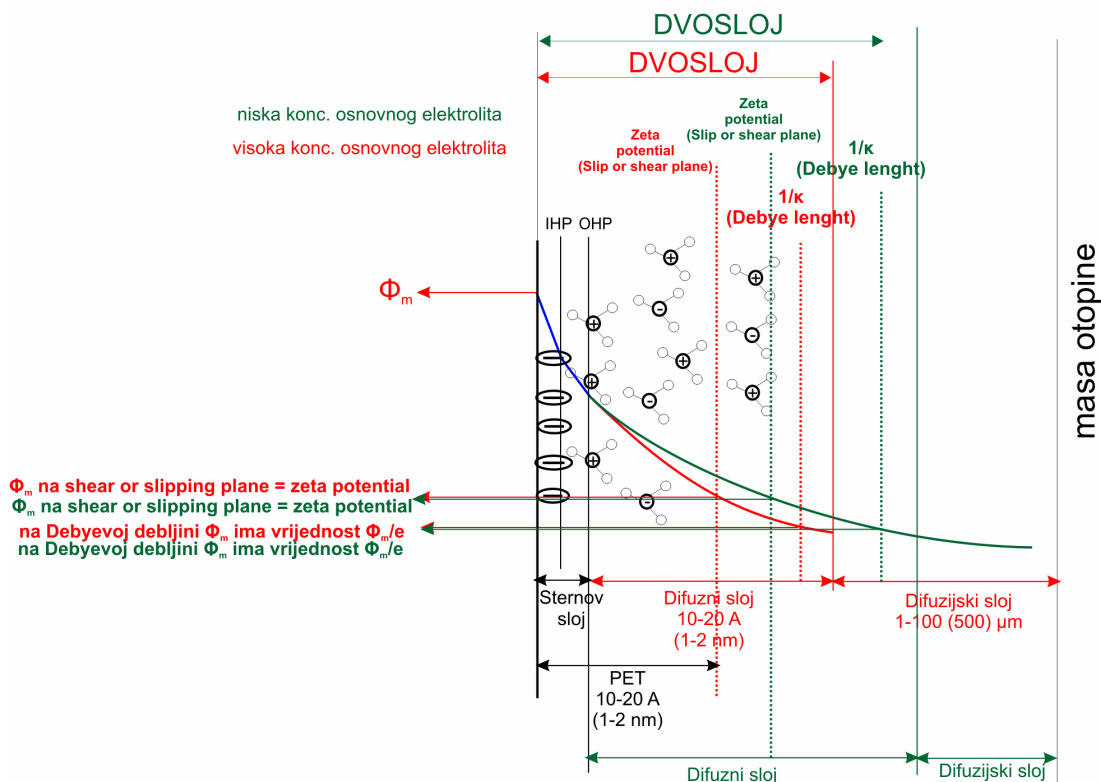 DVOSLOJ
DVOSLOJ
niska konc. osnovnog elektrolita
visoka konc. osnovnog elektrolita
Zeta
potential
(Slip or shear plane)
Zeta
potential
(Slip or shear plane)
1/κ
(Debye lenght)
1/κ
(Debye lenght)
IHP OHP
Φm
+
+
-
+
-
-
+
+
+
-
+
+
-
masa otopine
Φm na shear or slipping plane = zeta potential
Φm na shear or slipping plane = zeta potential
na Debyevoj debljini Φm ima vrijednost Φm/e
na Debyevoj debljini Φm ima vrijednost Φm/e
Sternov
sloj
Difuzni sloj
10-20 A
(1-2 nm)
Difuzijski sloj
1-100 (500) μm
PET
10-20 A
(1-2 nm)
Difuzni sloj
Difuzijski sloj